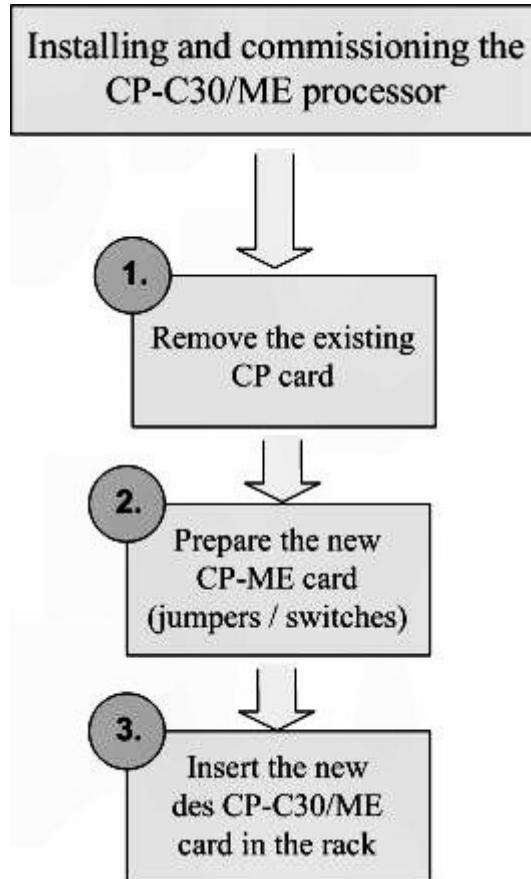 Installing and commissioning the
CP-C30/ME processor
1.
Remove the existing
CP card
2.
Prepare the new
CP-ME card
(jumpers / switches)
3.
Insert the new
des CP-C30/ME
card in the rack